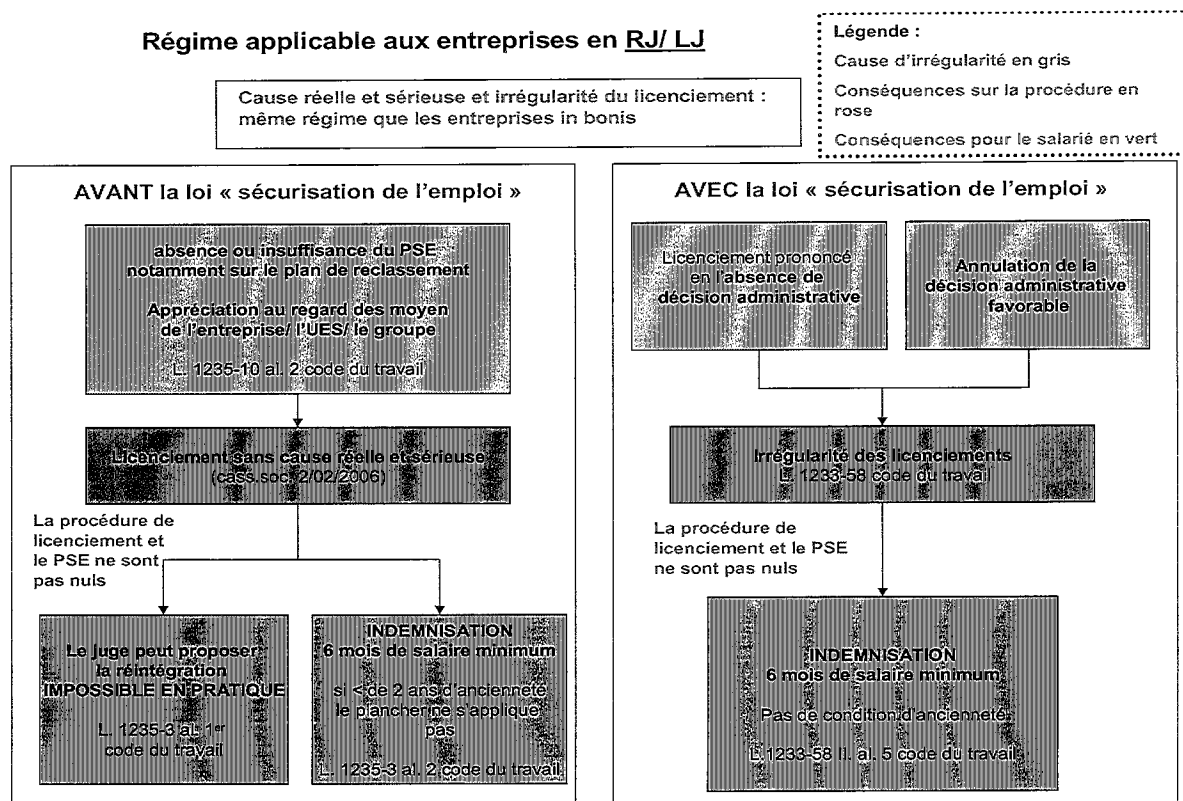 Régime applicable aux entreprises en RJ/ LJ
Légende :
Cause d'irrégularité en gris
Conséquences sur la procédure en
rose
Conséquences pour le salarié en vert
Cause réelle et sérieuse et irrégularité du licenciement :
même régime que les entreprises in bonis
AVANT la loi « sécurisation de l'emploi »
absence ou insuffisance du PSE
notamment sur le plan de reclassement
Appréciation au regard des moyen
de l'entreprise/ l'UES/ le groupe
L. 1235-10 al. 2 code du travail
Licenciement sans cause réelle et sérieuse
(cass.soc. 2/02/2006)
La procédure de
licenciement et
le PSE ne sont
pas nuls
Le juge peut proposer
la réintégration
IMPOSSIBLE EN PRATIQUE
L. 1235-3 al. 1er
code du travail
INDEMNISATION
6 mois de salaire minimum
si < de 2 ans d'ancienneté
le plancher ne s'applique
pas
L. 1235-3 al. 2 code du travail
AVEC la loi « sécurisation de l'emploi »
Licenciement prononcé
en l'absence de
décision administrative
Annulation de la
décision administrative
favorable
Irrégularité des licenciements
L. 1233-58 code du travail
La procédure de
licenciement et le PSE
ne sont pas nuls
INDEMNISATION
6 mois de salaire minimum
Pas de condition d'ancienneté
L.1233-58 II. al. 5 code du travail